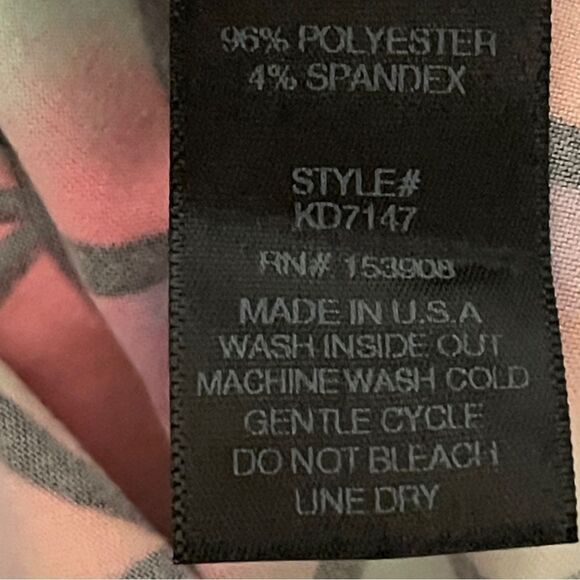 96% POLYESTER
4% SPANDEX
STYLE#
KD7147
RN# 153908
MADE IN U.S.A
WASH INSIDE OUT
MACHINE WASH COLD
GENTLE CYCLE
DO NOT BLEACH
LINE DRY